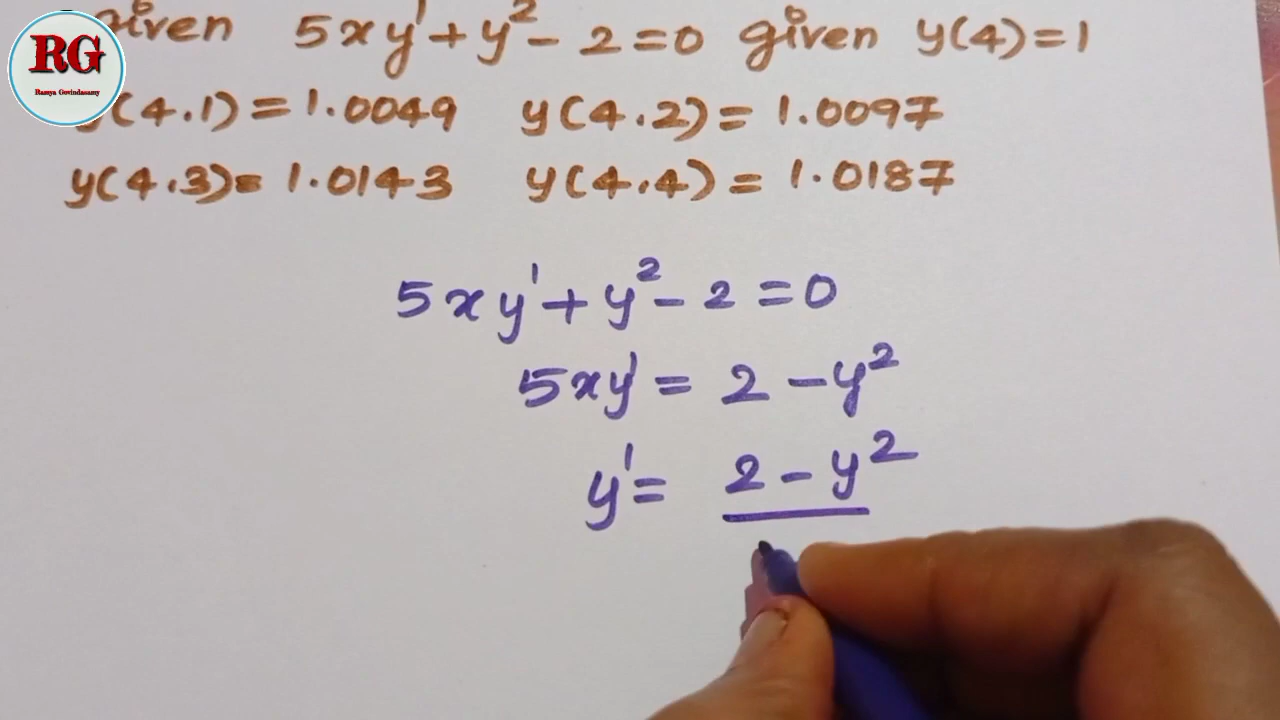 RG
Ramya Govindasamy
given 5xy' + y² - 2 = 0 given y(4) = 1
y(4.1) = 1.0049 y(4.2) = 1.0097
y(4.3) = 1.0143 y(4.4) = 1.0187
5xy' + y² - 2 = 0
5xy' = 2 - y²
y' = 2 - y²